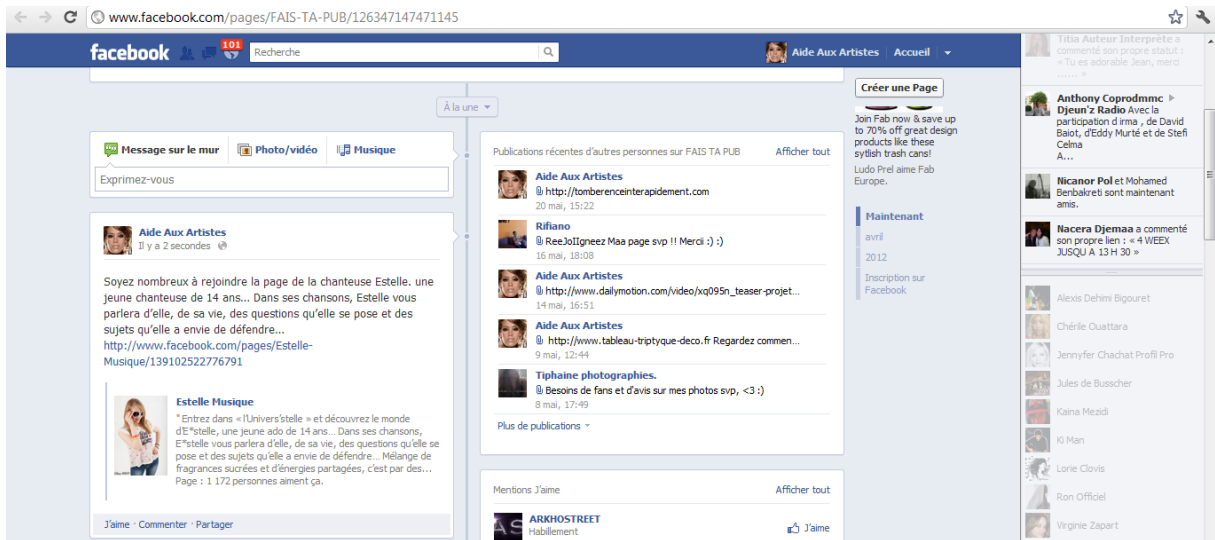 www.facebook.com/pages/FAIS-TA-PUB/126347147471145
facebook
101
Recherche
Aide Aux Artistes
Accueil
À la une
Message sur le mur
Photo/vidéo
Musique
Exprimez-vous
Aide Aux Artistes
Il y a 2 secondes
Soyez nombreux à rejoindre la page de la chanteuse Estelle. une
jeune chanteuse de 14 ans... Dans ses chansons, Estelle vous
parlera d'elle, de sa vie, des questions qu'elle se pose et des
sujets qu'elle a envie de défendre...
http://www.facebook.com/pages/Estelle-
Musique/139102522776791
Estelle Musique
"Entrez dans « l'Univers'stelle » et découvrez le monde
d'E*stelle, une jeune ado de 14 ans... Dans ses chansons,
E*stelle vous parlera d'elle, de sa vie, des questions qu'elle se
pose et des sujets qu'elle a envie de défendre... Mélange de
fragrances sucrées et d'énergies partagées, c'est par des...
Page : 1 172 personnes aiment ça.
J'aime · Commenter · Partager
Publications récentes d'autres personnes sur FAIS TA PUB
Afficher tout
Aide Aux Artistes
http://tomberenceinterapidement.com
20 mai, 15:22
Rifiano
ReeJoIIgneez Maa page svp !! Mercii :) :)
16 mai, 18:08
Aide Aux Artistes
http://www.dailymotion.com/video/xq095n_teaser-projet...
14 mai, 16:51
Aide Aux Artistes
http://www.tableau-triptyque-deco.fr Regardez commen...
9 mai, 12:44
Tiphaine photographies.
Besoins de fans et d'avis sur mes photos svp, <3 :)
8 mai, 17:49
Plus de publications
Mentions J'aime
Afficher tout
ARKHOSTREET
Habillement
J'aime
Créer une Page
Join Fab now & save up
to 70% off great design
products like these
sytlish trash cans!
Ludo Prel aime Fab
Europe.
Maintenant
avril
2012
Inscription sur
Facebook
Titia Auteur Interprète a
commenté son propre statut :
« Tu es adorable Jean, merci
...... »
Anthony Coprodmmc
Djeun'z Radio Avec la
participation d irma , de David
Baiot, d'Eddy Murté et de Stefi
Celma
A...
Nicanor Pol et Mohamed
Benbakreti sont maintenant
amis.
Nacera Djemaa a commenté
son propre lien : « 4 WEEX
JUSQU A 13 H 30 »
Alexis Dehimi Bigouret
Chérile Ouattara
Jennyfer Chachat Profil Pro
Jules de Busscher
Kaina Mezidi
Ki Man
Lorie Clovis
Ron Officiel
Virginie Zapart